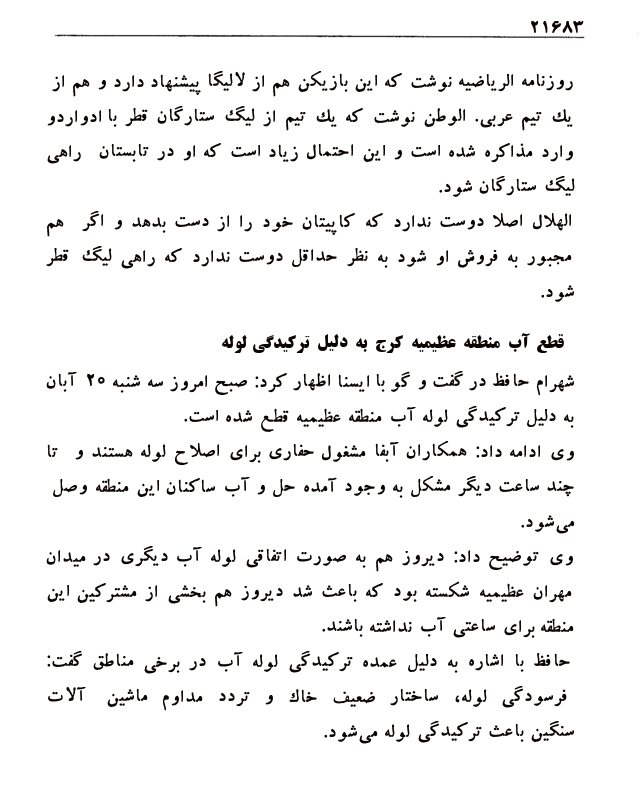 ۲۱۶۸۳
روزنامه الریاضیه نوشت که این بازیکن هم از لالیگا پیشنهاد دارد و هم از
یك تیم عربی. الوطن نوشت که یك تیم از لیگ ستارگان قطر با ادواردو
وارد مذاکره شده است و این احتمال زیاد است که او در تابستان راهی
لیگ ستارگان شود.
الهلال اصلا دوست ندارد که کاپیتان خود را از دست بدهد و اگر هم
مجبور به فروش او شود به نظر حداقل دوست ندارد که راهی لیگ قطر
شود.
قطع آب منطقه عظیمیه کرج به دلیل ترکیدگی لوله
شهرام حافظ در گفت و گو با ایسنا اظهار کرد: صبح امروز سه شنبه ۲۵ آبان
به دلیل ترکیدگی لوله آب منطقه عظیمیه قطع شده است.
وی ادامه داد: همکاران آبفا مشغول حفاری برای اصلاح لوله هستند و تا
چند ساعت دیگر مشکل به وجود آمده حل و آب ساکنان این منطقه وصل
می‌شود.
وی توضیح داد: دیروز هم به صورت اتفاقی لوله آب دیگری در میدان
مهران عظیمیه شکسته بود که باعث شد دیروز هم بخشی از مشترکین این
منطقه برای ساعتی آب نداشته باشند.
حافظ با اشاره به دلیل عمده ترکیدگی لوله آب در برخی مناطق گفت:
فرسودگی لوله، ساختار ضعیف خاك و تردد مداوم ماشین آلات
سنگین باعث ترکیدگی لوله می‌شود.